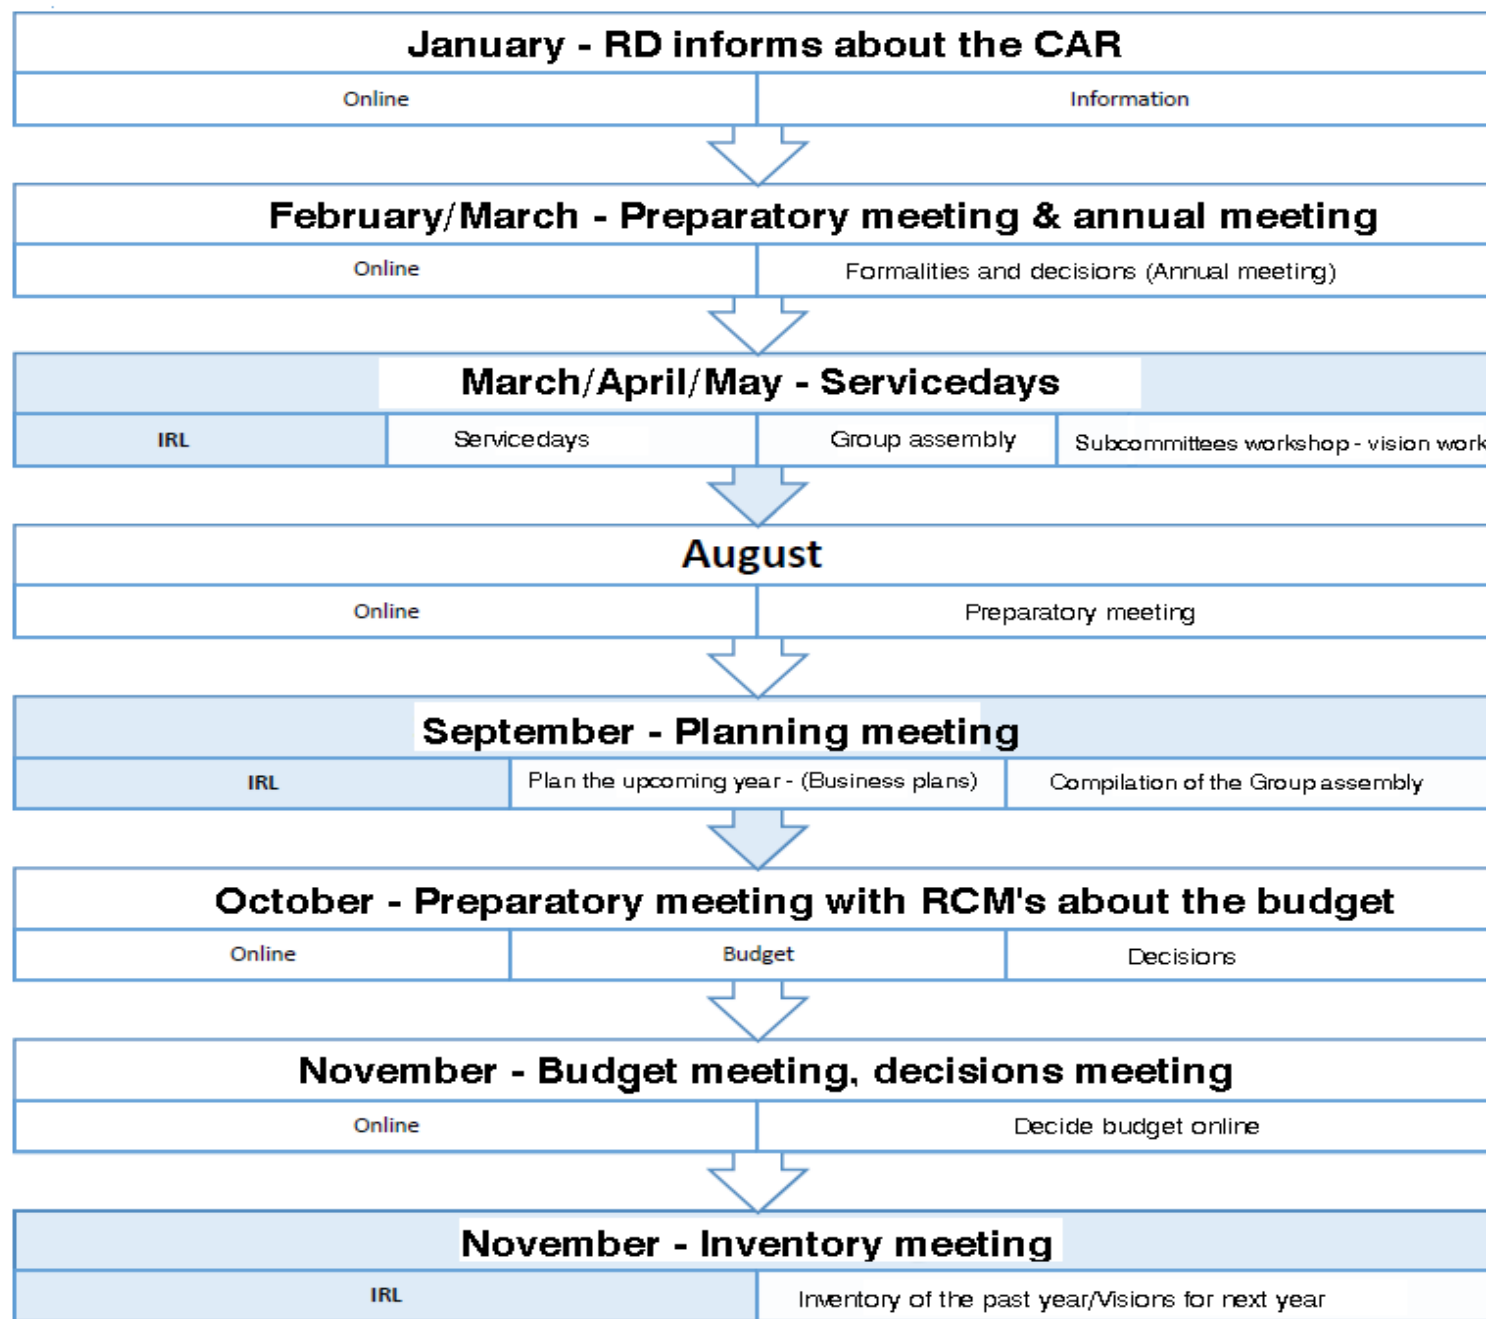 January - RD informs about the CAR
Online
Information
February/March - Preparatory meeting & annual meeting
Online
Formalities and decisions (Annual meeting)
March/April/May - Servicedays
IRL
Servicedays
Group assembly
Subcommittees workshop - vision work
August
Online
Preparatory meeting
September - Planning meeting
IRL
Plan the upcoming year - (Business plans)
Compilation of the Group assembly
October - Preparatory meeting with RCM's about the budget
Online
Budget
Decisions
November - Budget meeting, decisions meeting
Online
Decide budget online
November - Inventory meeting
IRL
Inventory of the past year/Visions for next year